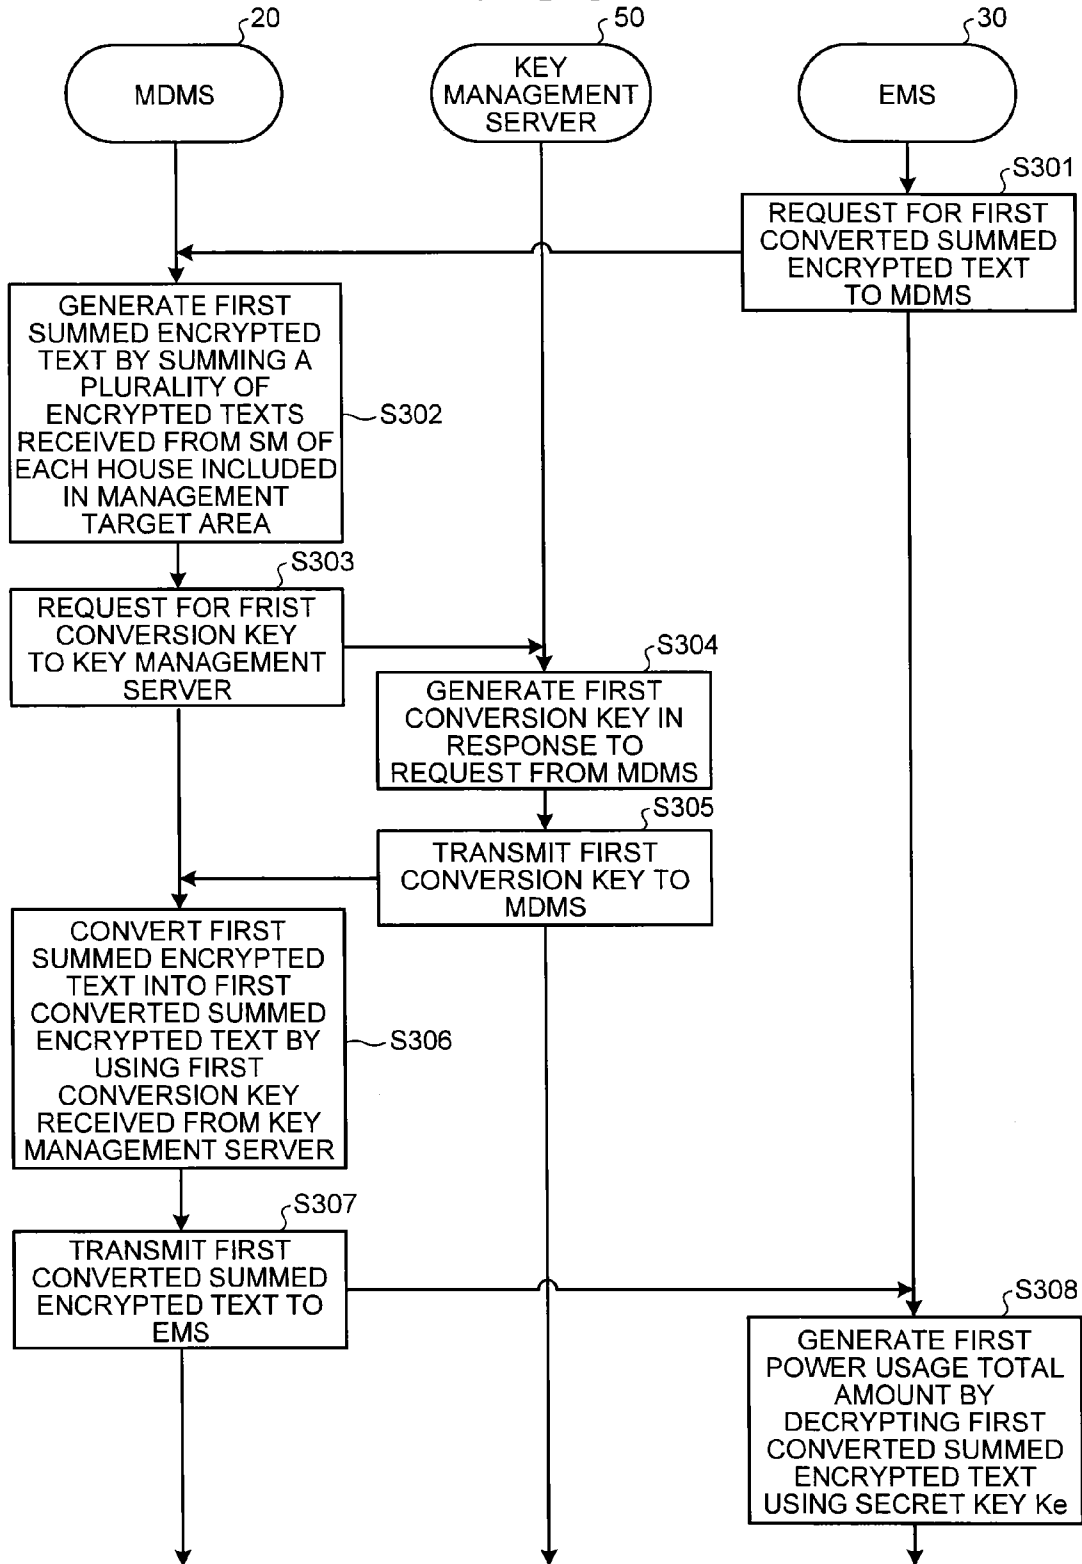 20
50
30
MDMS
KEY
MANAGEMENT
SERVER
EMS
S301
REQUEST FOR FIRST
CONVERTED SUMMED
ENCRYPTED TEXT
TO MDMS
GENERATE FIRST
SUMMED ENCRYPTED
TEXT BY SUMMING A
PLURALITY OF
ENCRYPTED TEXTS
RECEIVED FROM SM OF
EACH HOUSE INCLUDED
IN MANAGEMENT
TARGET AREA
S302
S303
REQUEST FOR FRIST
CONVERSION KEY
TO KEY MANAGEMENT
SERVER
S304
GENERATE FIRST
CONVERSION KEY IN
RESPONSE TO
REQUEST FROM MDMS
S305
TRANSMIT FIRST
CONVERSION KEY TO
MDMS
CONVERT FIRST
SUMMED ENCRYPTED
TEXT INTO FIRST
CONVERTED SUMMED
ENCRYPTED TEXT BY
USING FIRST
CONVERSION KEY
RECEIVED FROM KEY
MANAGEMENT SERVER
S306
S307
TRANSMIT FIRST
CONVERTED SUMMED
ENCRYPTED TEXT TO
EMS
S308
GENERATE FIRST
POWER USAGE TOTAL
AMOUNT BY
DECRYPTING FIRST
CONVERTED SUMMED
ENCRYPTED TEXT
USING SECRET KEY Ke